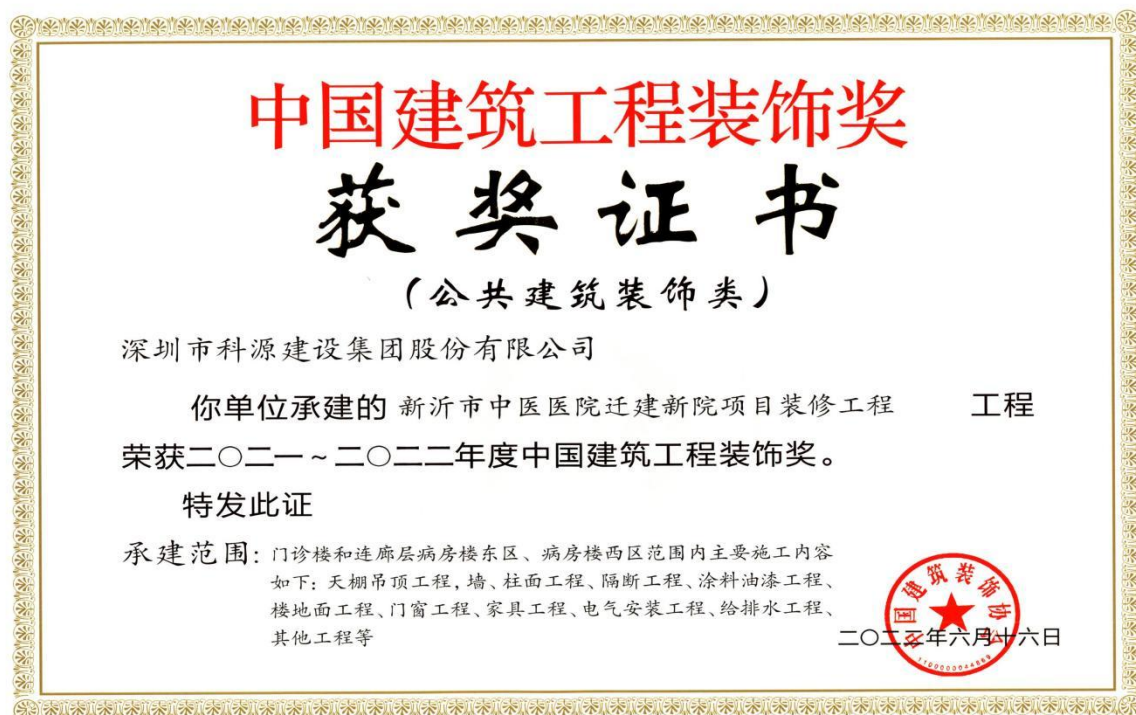 中国建筑工程装饰奖
获奖证书
(公共建筑装饰类)
深圳市科源建设集团股份有限公司
你单位承建的 新沂市中医医院迁建新院项目装修工程 工程
荣获二〇二一~二〇二二年度中国建筑工程装饰奖。
特发此证
承建范围: 门诊楼和连廊层病房楼东区、病房楼西区范围内主要施工内容
如下: 天棚吊顶工程, 墙、柱面工程、隔断工程、涂料油漆工程、
楼地面工程、门窗工程、家具工程、电气安装工程、给排水工程、
其他工程等
中国建筑装饰协会
二〇二二年六月十六日